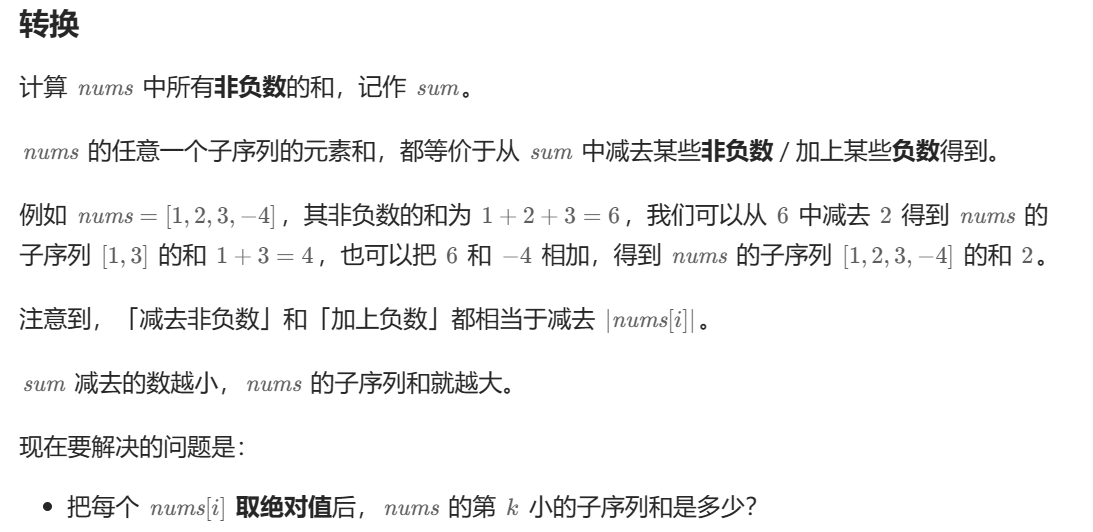 转换
计算 nums 中所有非负数的和，记作 sum。
nums 的任意一个子序列的元素和，都等价于从 sum 中减去某些非负数 / 加上某些负数得到。
例如 nums = [1, 2, 3, −4]，其非负数的和为 1 + 2 + 3 = 6，我们可以从 6 中减去 2 得到 nums 的
子序列 [1, 3] 的和 1 + 3 = 4，也可以把 6 和 −4 相加，得到 nums 的子序列 [1, 2, 3, −4] 的和 2。
注意到，「减去非负数」和「加上负数」都相当于减去 |nums[i]|。
sum 减去的数越小，nums 的子序列和就越大。
现在要解决的问题是：
• 把每个 nums[i] 取绝对值后，nums 的第 k 小的子序列和是多少？